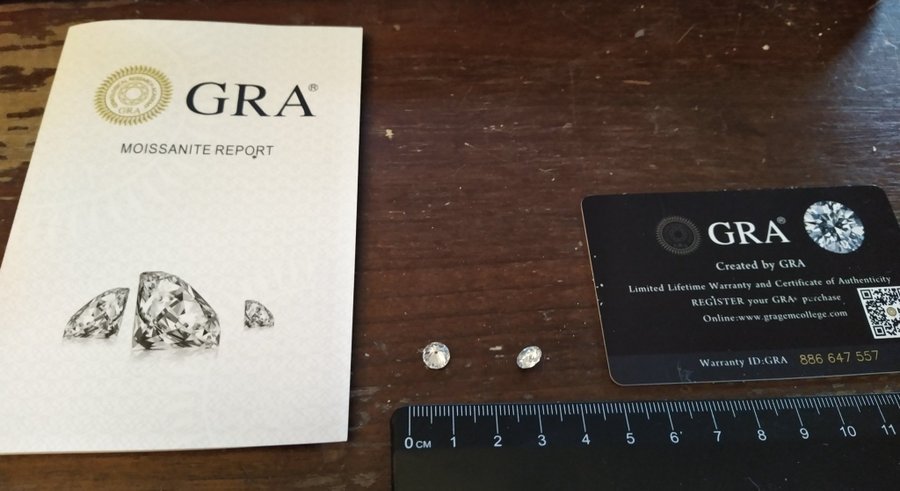 GRA®
GRA
MOISSANITE REPORT
GRA®
Created by GRA
Limited Lifetime Warranty and Certificate of Authenticity
REGISTER your GRA® purchase
Online:www.gragemcollege.com
Warranty ID:GRA 886 647 557
0 CM 1 2 3 4 5 6 7 8 9 10 11